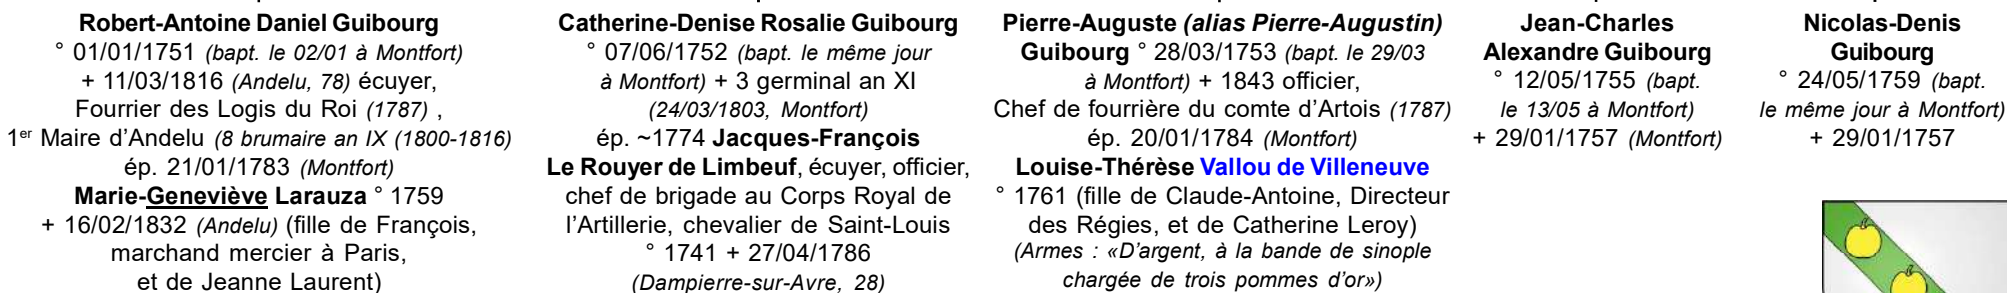 Robert-Antoine Daniel Guibourg
° 01/01/1751 (bapt. le 02/01 à Montfort)
+ 11/03/1816 (Andelu, 78) écuyer,
Fourrier des Logis du Roi (1787) ,
1er Maire d’Andelu (8 brumaire an IX (1800-1816)
ép. 21/01/1783 (Montfort)
Marie-Geneviève Larauza ° 1759
+ 16/02/1832 (Andelu) (fille de François,
marchand mercier à Paris,
et de Jeanne Laurent)
Catherine-Denise Rosalie Guibourg
° 07/06/1752 (bapt. le même jour
à Montfort) + 3 germinal an XI
(24/03/1803, Montfort)
ép. ~1774 Jacques-François
Le Rouyer de Limbeuf, écuyer, officier,
chef de brigade au Corps Royal de
l’Artillerie, chevalier de Saint-Louis
° 1741 + 27/04/1786
(Dampierre-sur-Avre, 28)
Pierre-Auguste (alias Pierre-Augustin)
Guibourg ° 28/03/1753 (bapt. le 29/03
à Montfort) + 1843 officier,
Chef de fourrière du comte d’Artois (1787)
ép. 20/01/1784 (Montfort)
Louise-Thérèse Vallou de Villeneuve
° 1761 (fille de Claude-Antoine, Directeur
des Régies, et de Catherine Leroy)
(Armes : «D’argent, à la bande de sinople
chargée de trois pommes d’or»)
Jean-Charles
Alexandre Guibourg
° 12/05/1755 (bapt.
le 13/05 à Montfort)
+ 29/01/1757 (Montfort)
Nicolas-Denis
Guibourg
° 24/05/1759 (bapt.
le même jour à Montfort)
+ 29/01/1757